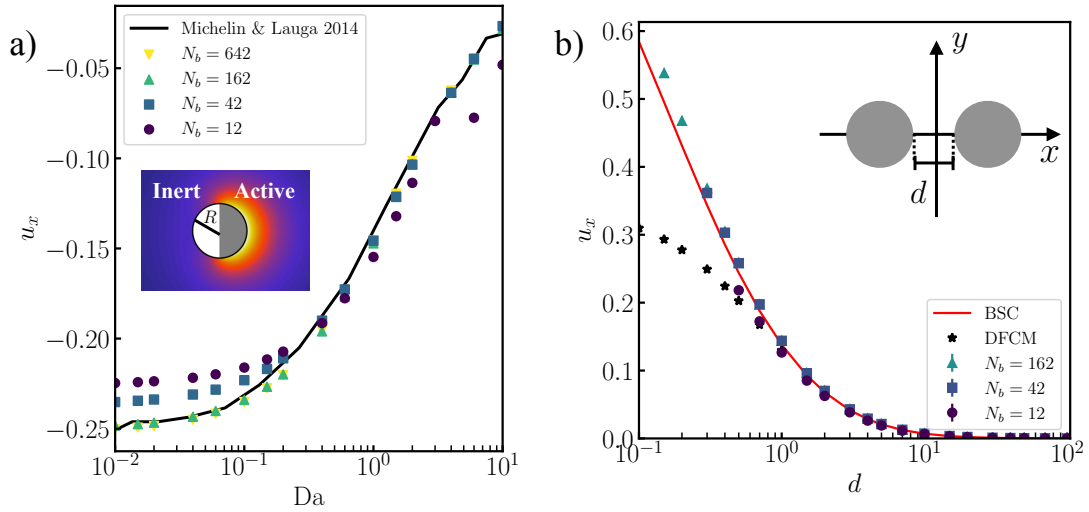 a)
Michelin & Lauga 2014
N_b = 642
N_b = 162
N_b = 42
N_b = 12
Inert
Active
R
−0.05
−0.10
−0.15
−0.20
−0.25
u_x
10^−2
10^−1
10^0
10^1
Da
b)
y
x
d
BSC
DFCM
N_b = 162
N_b = 42
N_b = 12
0.6
0.5
0.4
0.3
0.2
0.1
0.0
u_x
10^−1
10^0
10^1
10^2
d